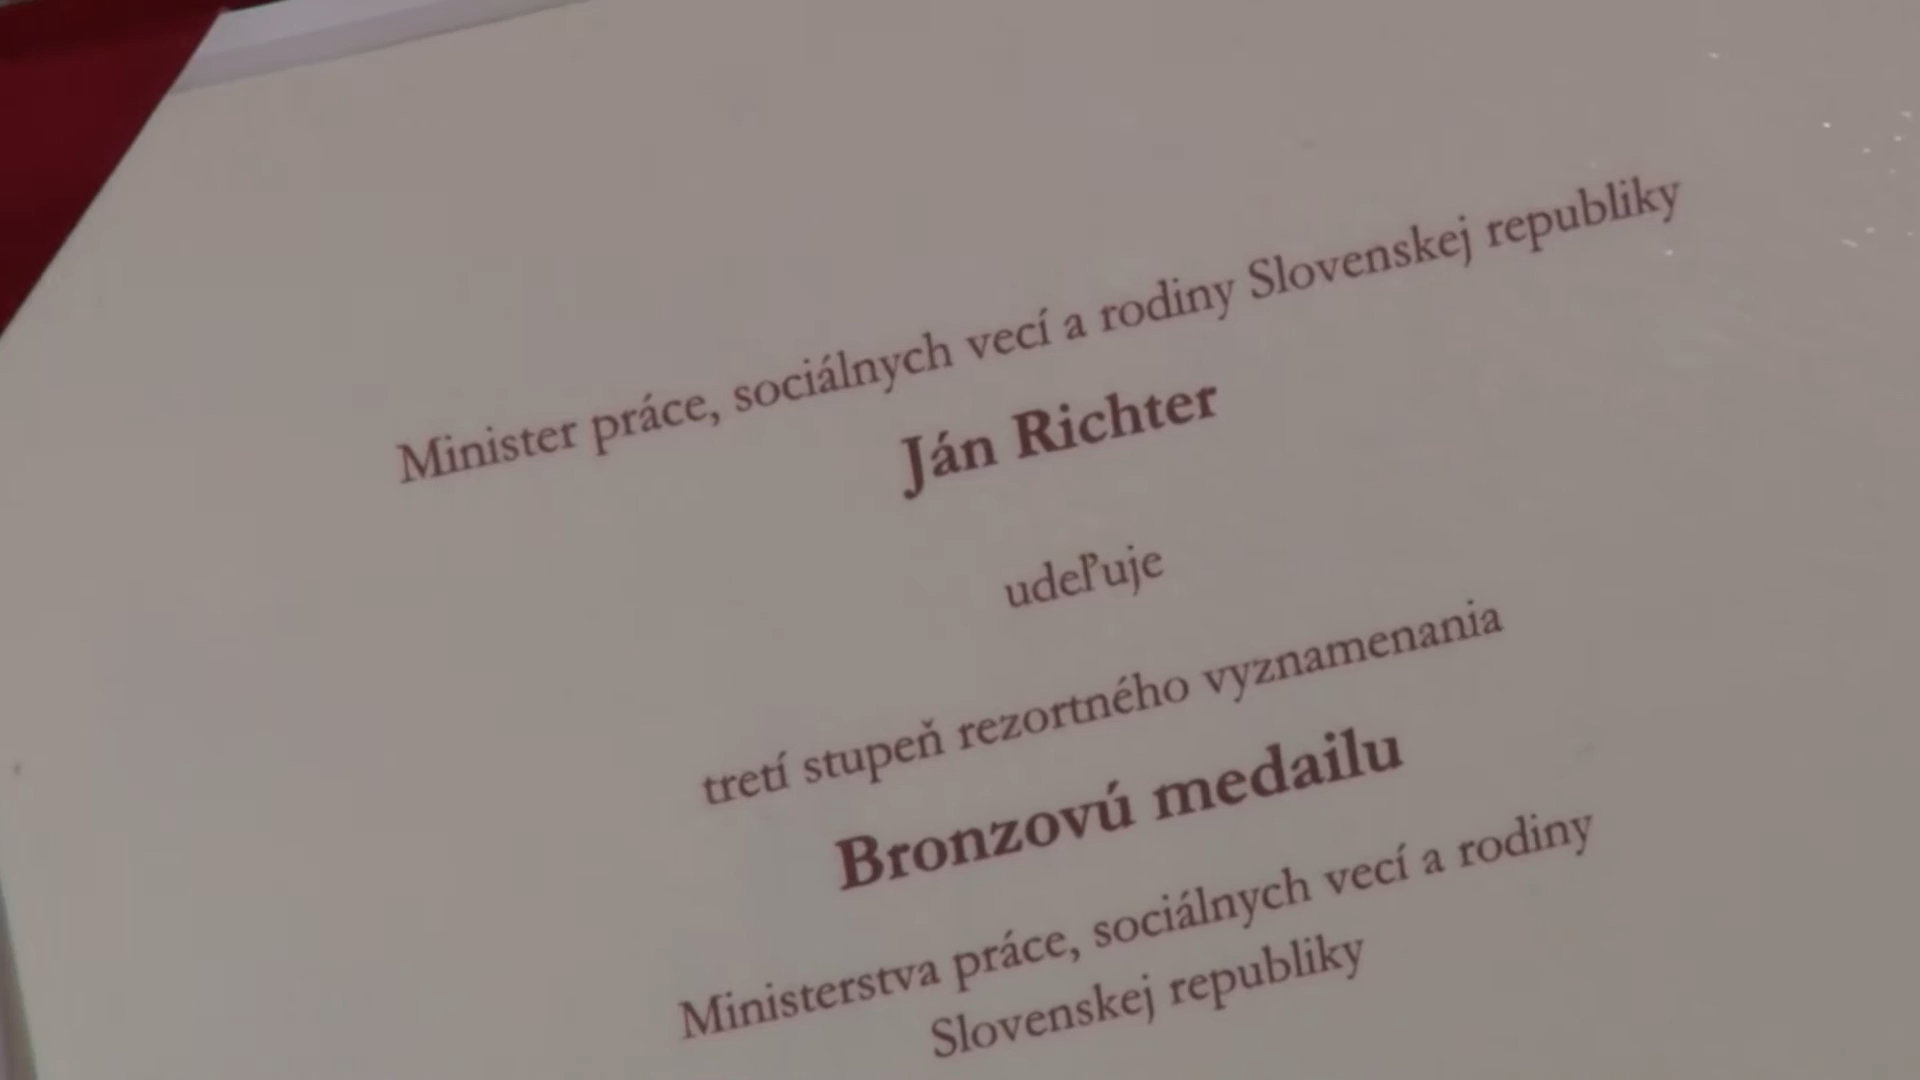 Minister práce, sociálnych vecí a rodiny Slovenskej republiky
Ján Richter
udeľuje
tretí stupeň rezortného vyznamenania
Bronzovú medailu
Ministerstva práce, sociálnych vecí a rodiny
Slovenskej republiky